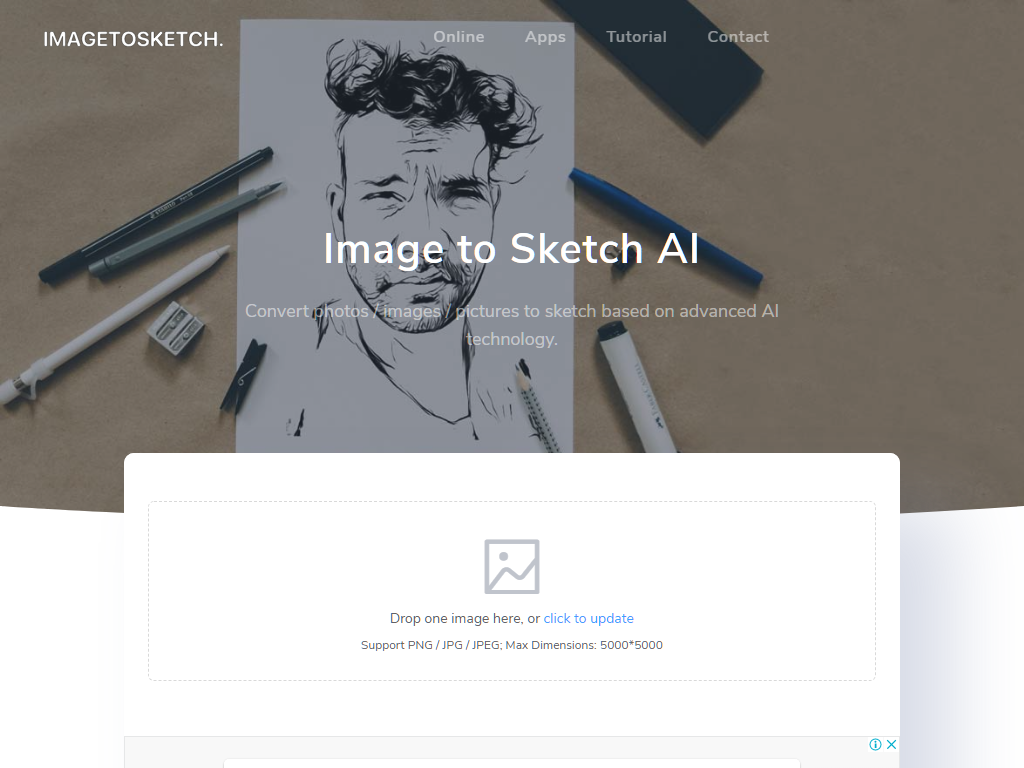 IMAGETOSKETCH.
Online
Apps
Tutorial
Contact
Image to Sketch AI
Convert photos / images / pictures to sketch based on advanced AI
technology.
Drop one image here, or click to update
Support PNG / JPG / JPEG; Max Dimensions: 5000*5000